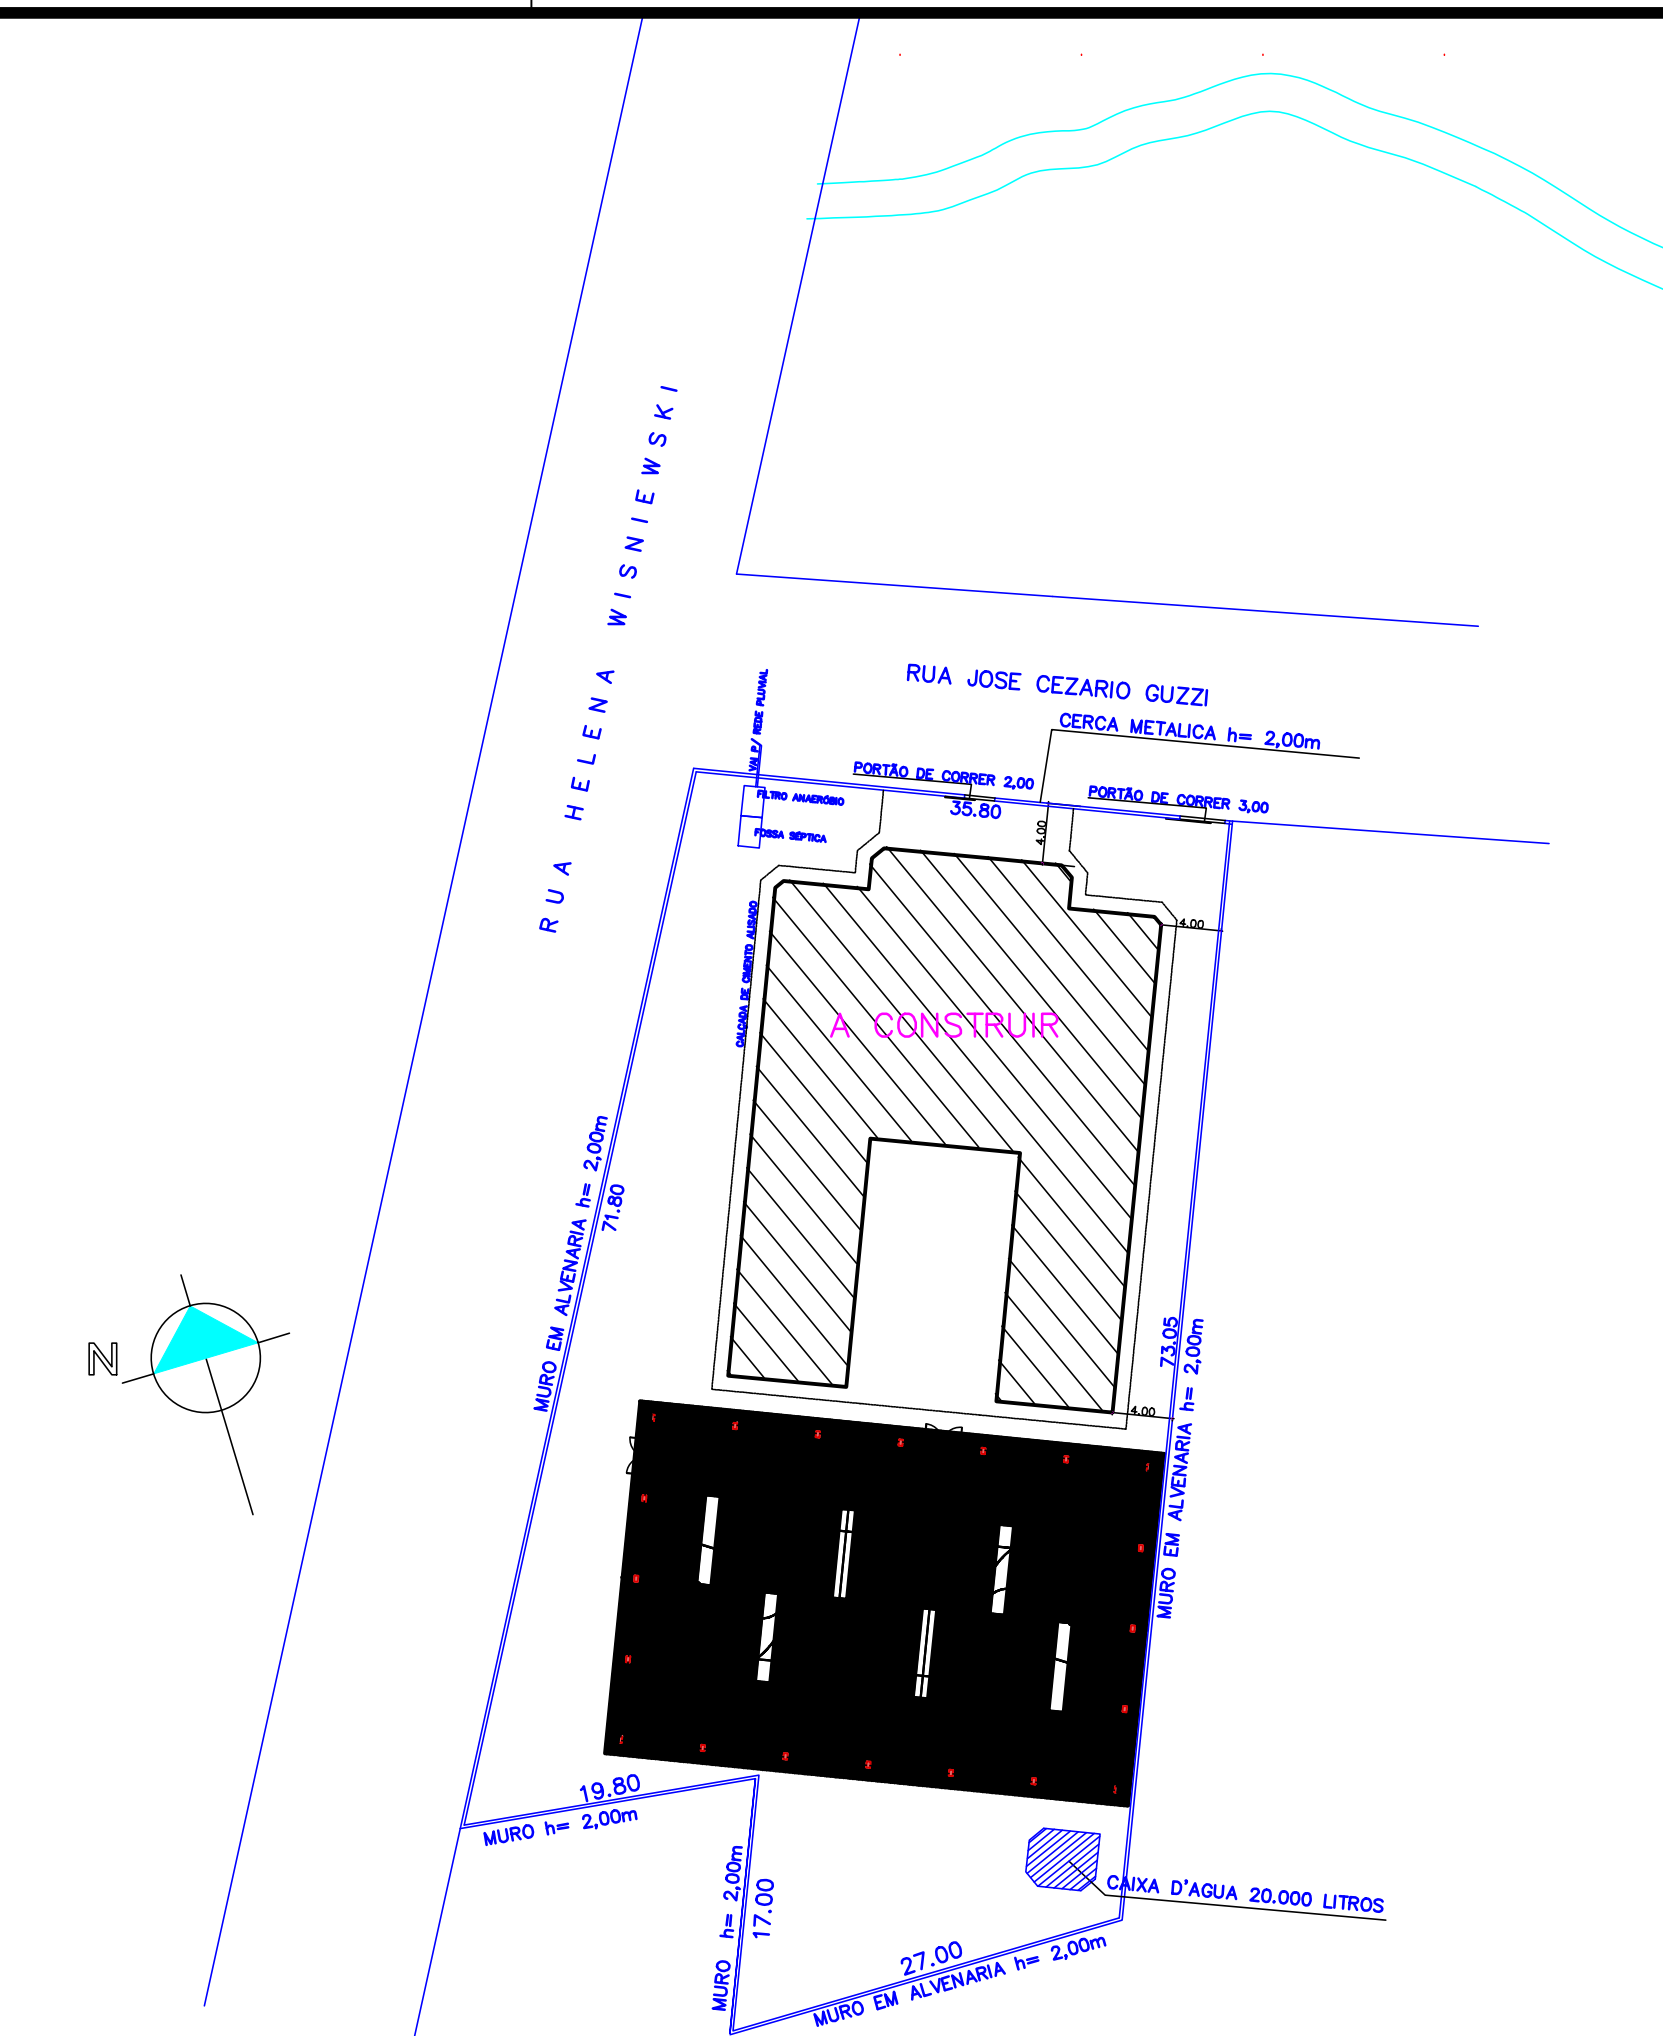 RUA HELENA WISNIEWSKI
RUA JOSE CEZARIO GUZZI
CERCA METALICA h= 2,00m
VAI P/ REDE PLUVIAL
PORTÃO DE CORRER 2,00
PORTÃO DE CORRER 3,00
FILTRO ANAERÓBIO
35.80
4.00
FOSSA SÉPTICA
4.00
CALÇADA DE CIMENTO ALISADO
A CONSTRUIR
MURO EM ALVENARIA h= 2,00m
71.80
N
73.05
MURO EM ALVENARIA h= 2,00m
4.00
19.80
MURO h= 2,00m
MURO h= 2,00m
17.00
CAIXA D'AGUA 20.000 LITROS
27.00
MURO EM ALVENARIA h= 2,00m